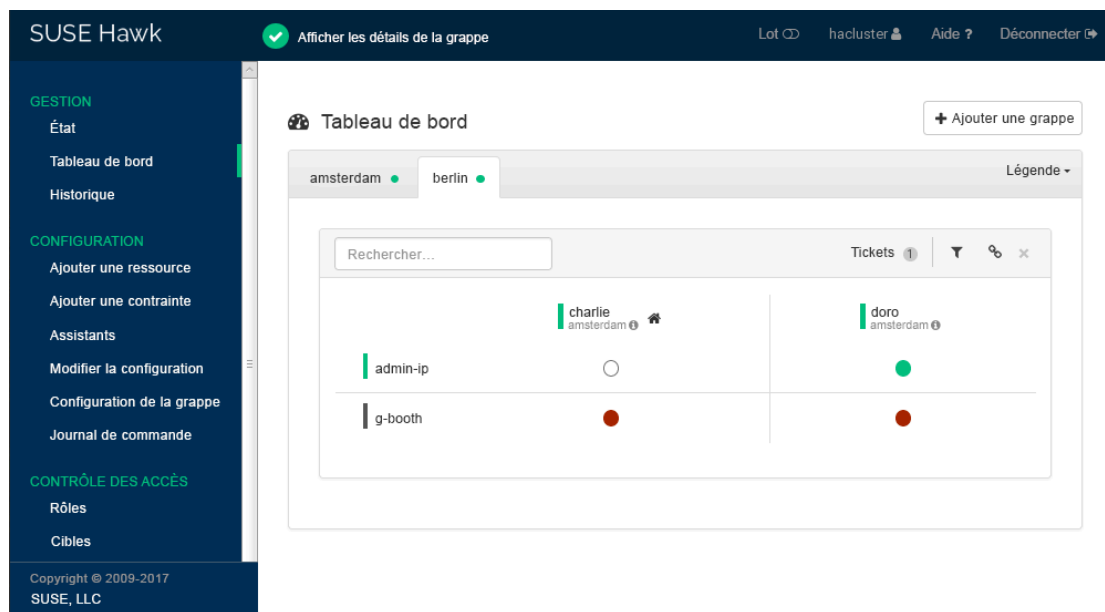 SUSE Hawk
Afficher les détails de la grappe
Lot
hacluster
Aide ?
Déconnecter
GESTION
État
Tableau de bord
Historique
CONFIGURATION
Ajouter une ressource
Ajouter une contrainte
Assistants
Modifier la configuration
Configuration de la grappe
Journal de commande
CONTRÔLE DES ACCÈS
Rôles
Cibles
Copyright © 2009-2017
SUSE, LLC
Tableau de bord
Ajouter une grappe
amsterdam
berlin
Légende
Rechercher...
Tickets 1
charlie
amsterdam
doro
amsterdam
admin-ip
g-booth